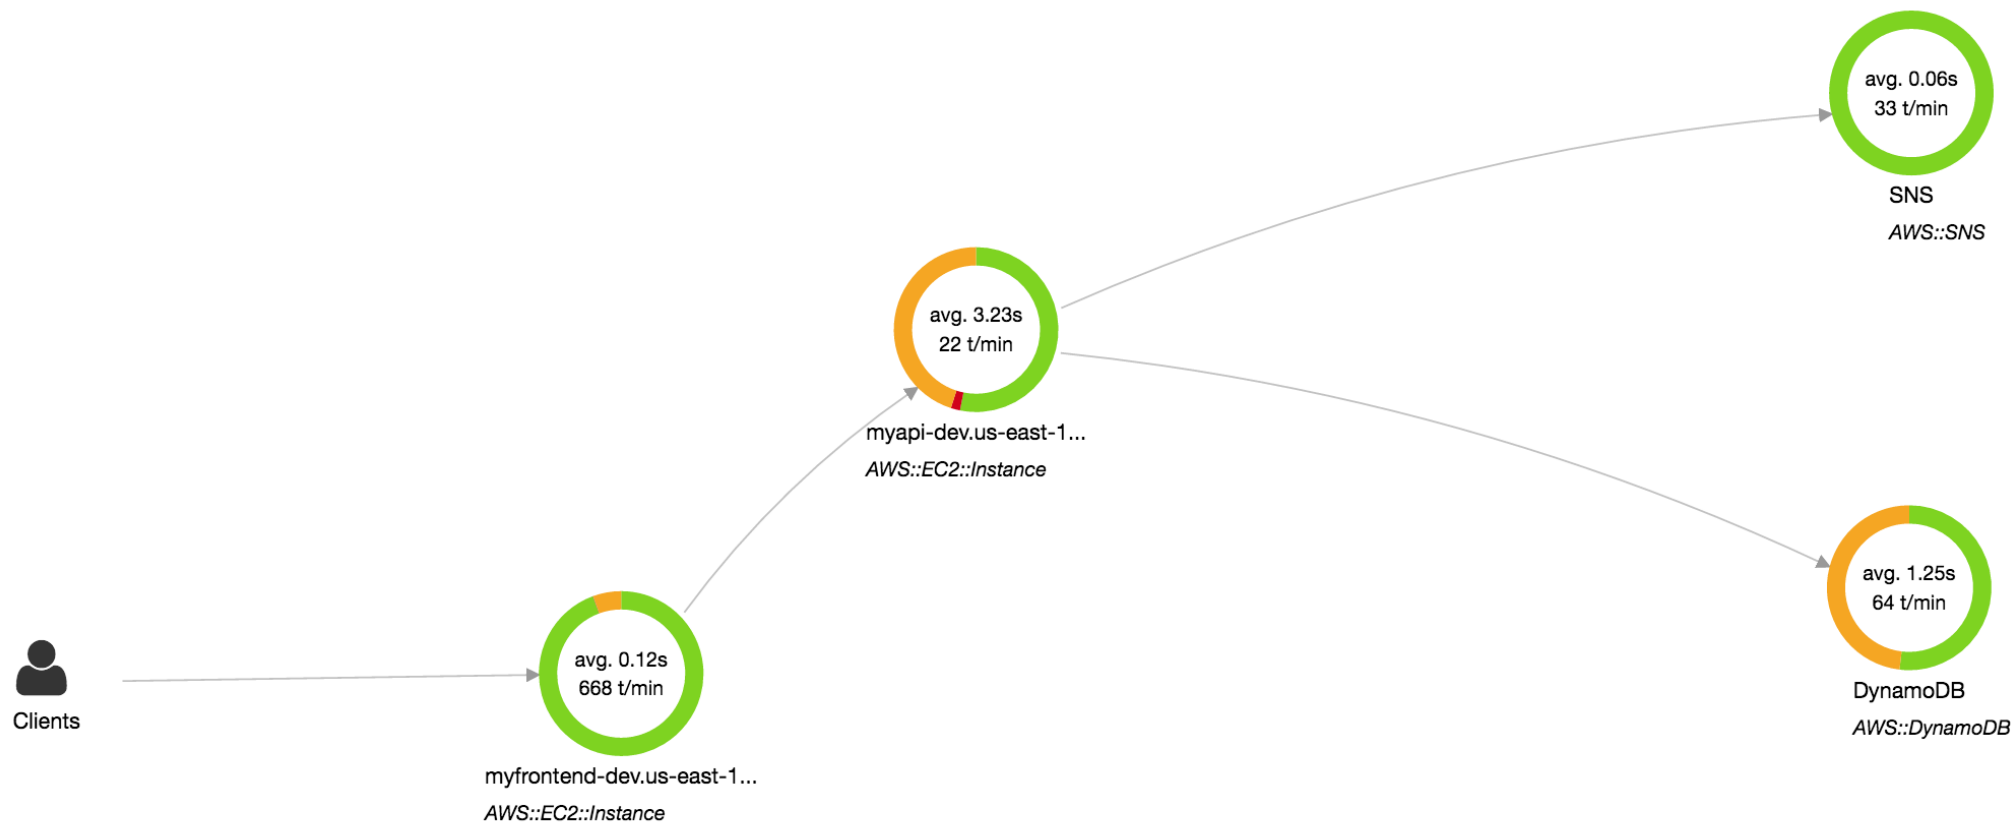 avg. 0.06s
33 t/min
SNS
AWS::SNS
avg. 3.23s
22 t/min
myapi-dev.us-east-1...
AWS::EC2::Instance
avg. 1.25s
64 t/min
DynamoDB
AWS::DynamoDB
Clients
avg. 0.12s
668 t/min
myfrontend-dev.us-east-1...
AWS::EC2::Instance